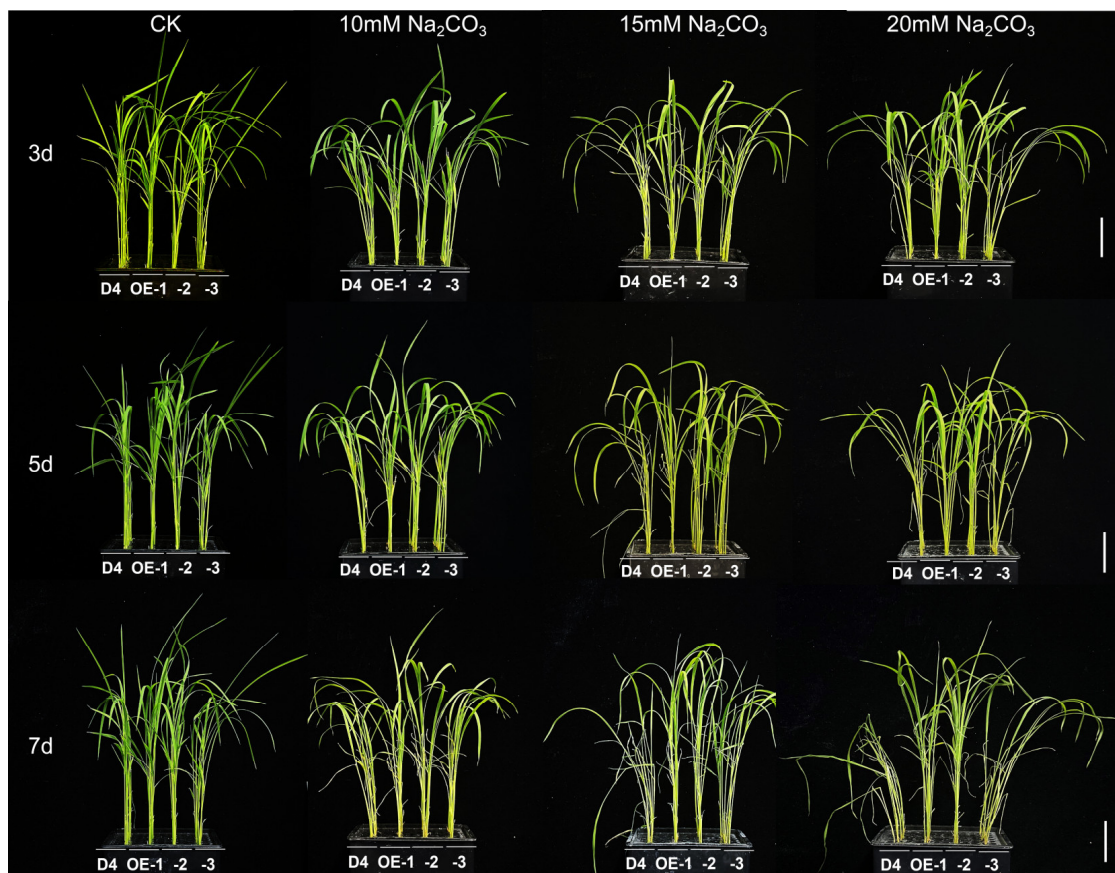 CK 10mM Na₂CO₃ 15mM Na₂CO₃ 20mM Na₂CO₃
3d
D4 OE-1 -2 -3 D4 OE-1 -2 -3 D4 OE-1 -2 -3 D4 OE-1 -2 -3
5d
D4 OE-1 -2 -3 D4 OE-1 -2 -3 D4 OE-1 -2 -3 D4 OE-1 -2 -3
7d
D4 OE-1 -2 -3 D4 OE-1 -2 -3 D4 OE-1 -2 -3 D4 OE-1 -2 -3